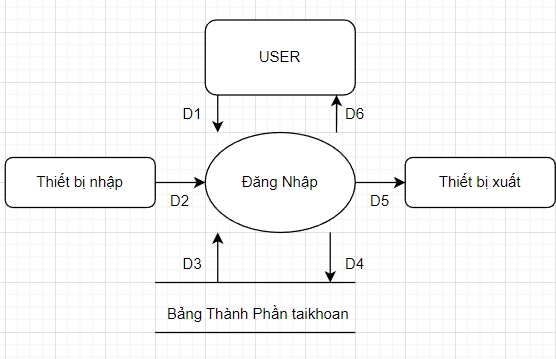 USER
D1
D6
Thiết bị nhập
Đăng Nhập
Thiết bị xuất
D2
D5
D3
D4
Bảng Thành Phần taikhoan